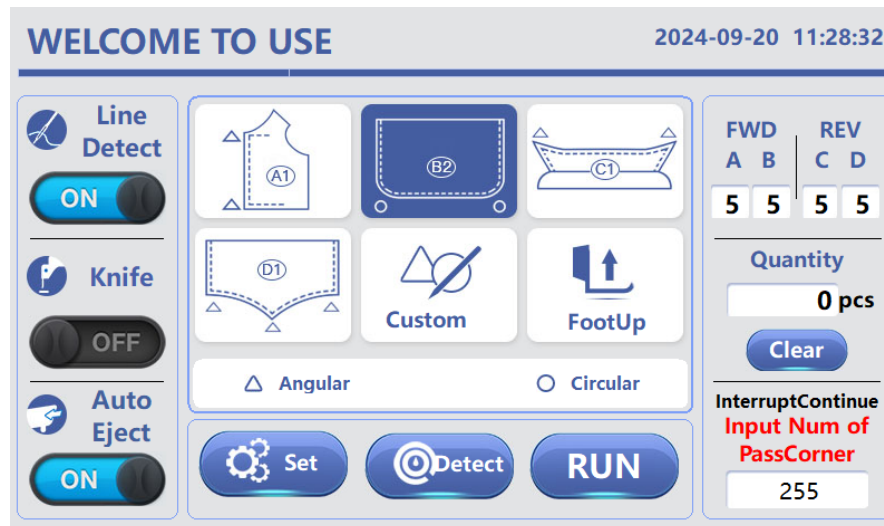 WELCOME TO USE
2024-09-20 11:28:32
Line
Detect
ON
Knife
OFF
Auto
Eject
ON
A1
B2
C1
D1
Custom
FootUp
Angular
Circular
Set
Detect
RUN
FWD REV
A B C D
5 5 5 5
Quantity
0 pcs
Clear
InterruptContinue
Input Num of
PassCorner
255